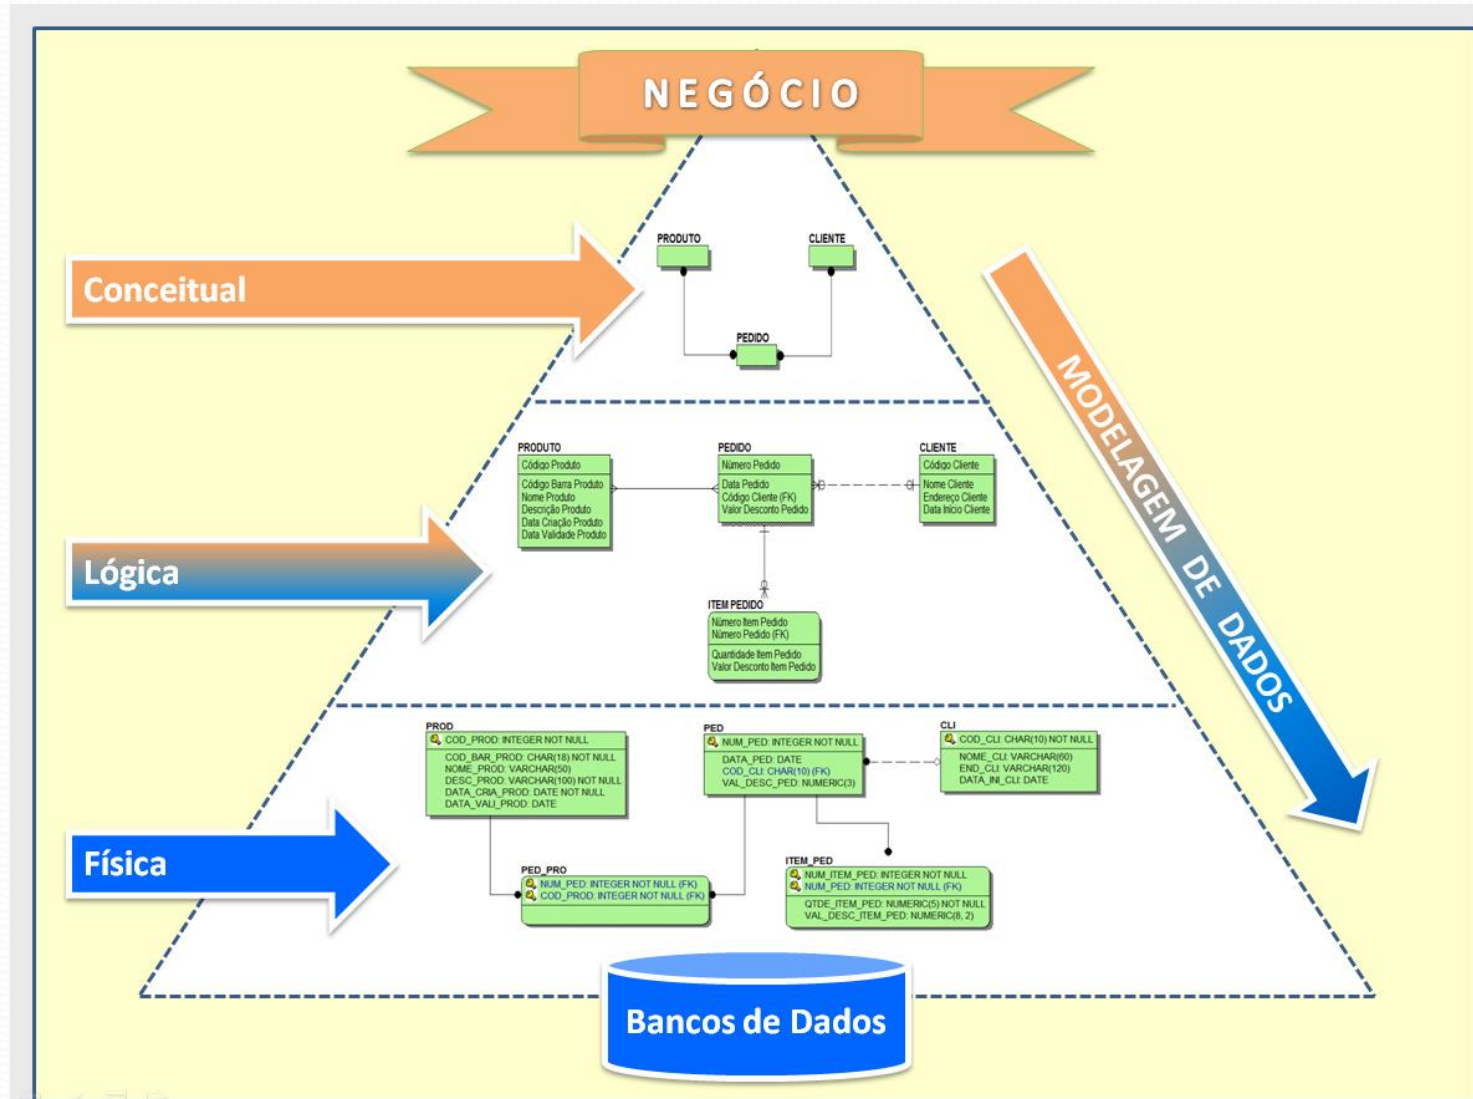 NEGÓCIO
Conceitual
PRODUTO
CLIENTE
PEDIDO
MODELAGEM DE DADOS
Lógica
PRODUTO
Código Produto
Código Barra Produto
Nome Produto
Descrição Produto
Data Criação Produto
Data Validade Produto
PEDIDO
Número Pedido
Data Pedido
Código Cliente (FK)
Valor Desconto Pedido
CLIENTE
Código Cliente
Nome Cliente
Endereço Cliente
Data Início Cliente
ITEM PEDIDO
Número Item Pedido
Número Pedido (FK)
Quantidade Item Pedido
Valor Desconto Item Pedido
Física
PROD
COD_PROD: INTEGER NOT NULL
COD_BAR_PROD: CHAR(18) NOT NULL
NOME_PROD: VARCHAR(50)
DESC_PROD: VARCHAR(100) NOT NULL
DATA_CRIA_PROD: DATE NOT NULL
DATA_VALI_PROD: DATE
PED
NUM_PED: INTEGER NOT NULL
DATA_PED: DATE
COD_CLI: CHAR(10) (FK)
VAL_DESC_PED: NUMERIC(3)
CLI
COD_CLI: CHAR(10) NOT NULL
NOME_CLI: VARCHAR(60)
END_CLI: VARCHAR(120)
DATA_INI_CLI: DATE
PED_PRO
NUM_PED: INTEGER NOT NULL (FK)
COD_PROD: INTEGER NOT NULL (FK)
ITEM_PED
NUM_ITEM_PED: INTEGER NOT NULL
NUM_PED: INTEGER NOT NULL (FK)
QTDE_ITEM_PED: NUMERIC(5) NOT NULL
VAL_DESC_ITEM_PED: NUMERIC(8, 2)
Bancos de Dados